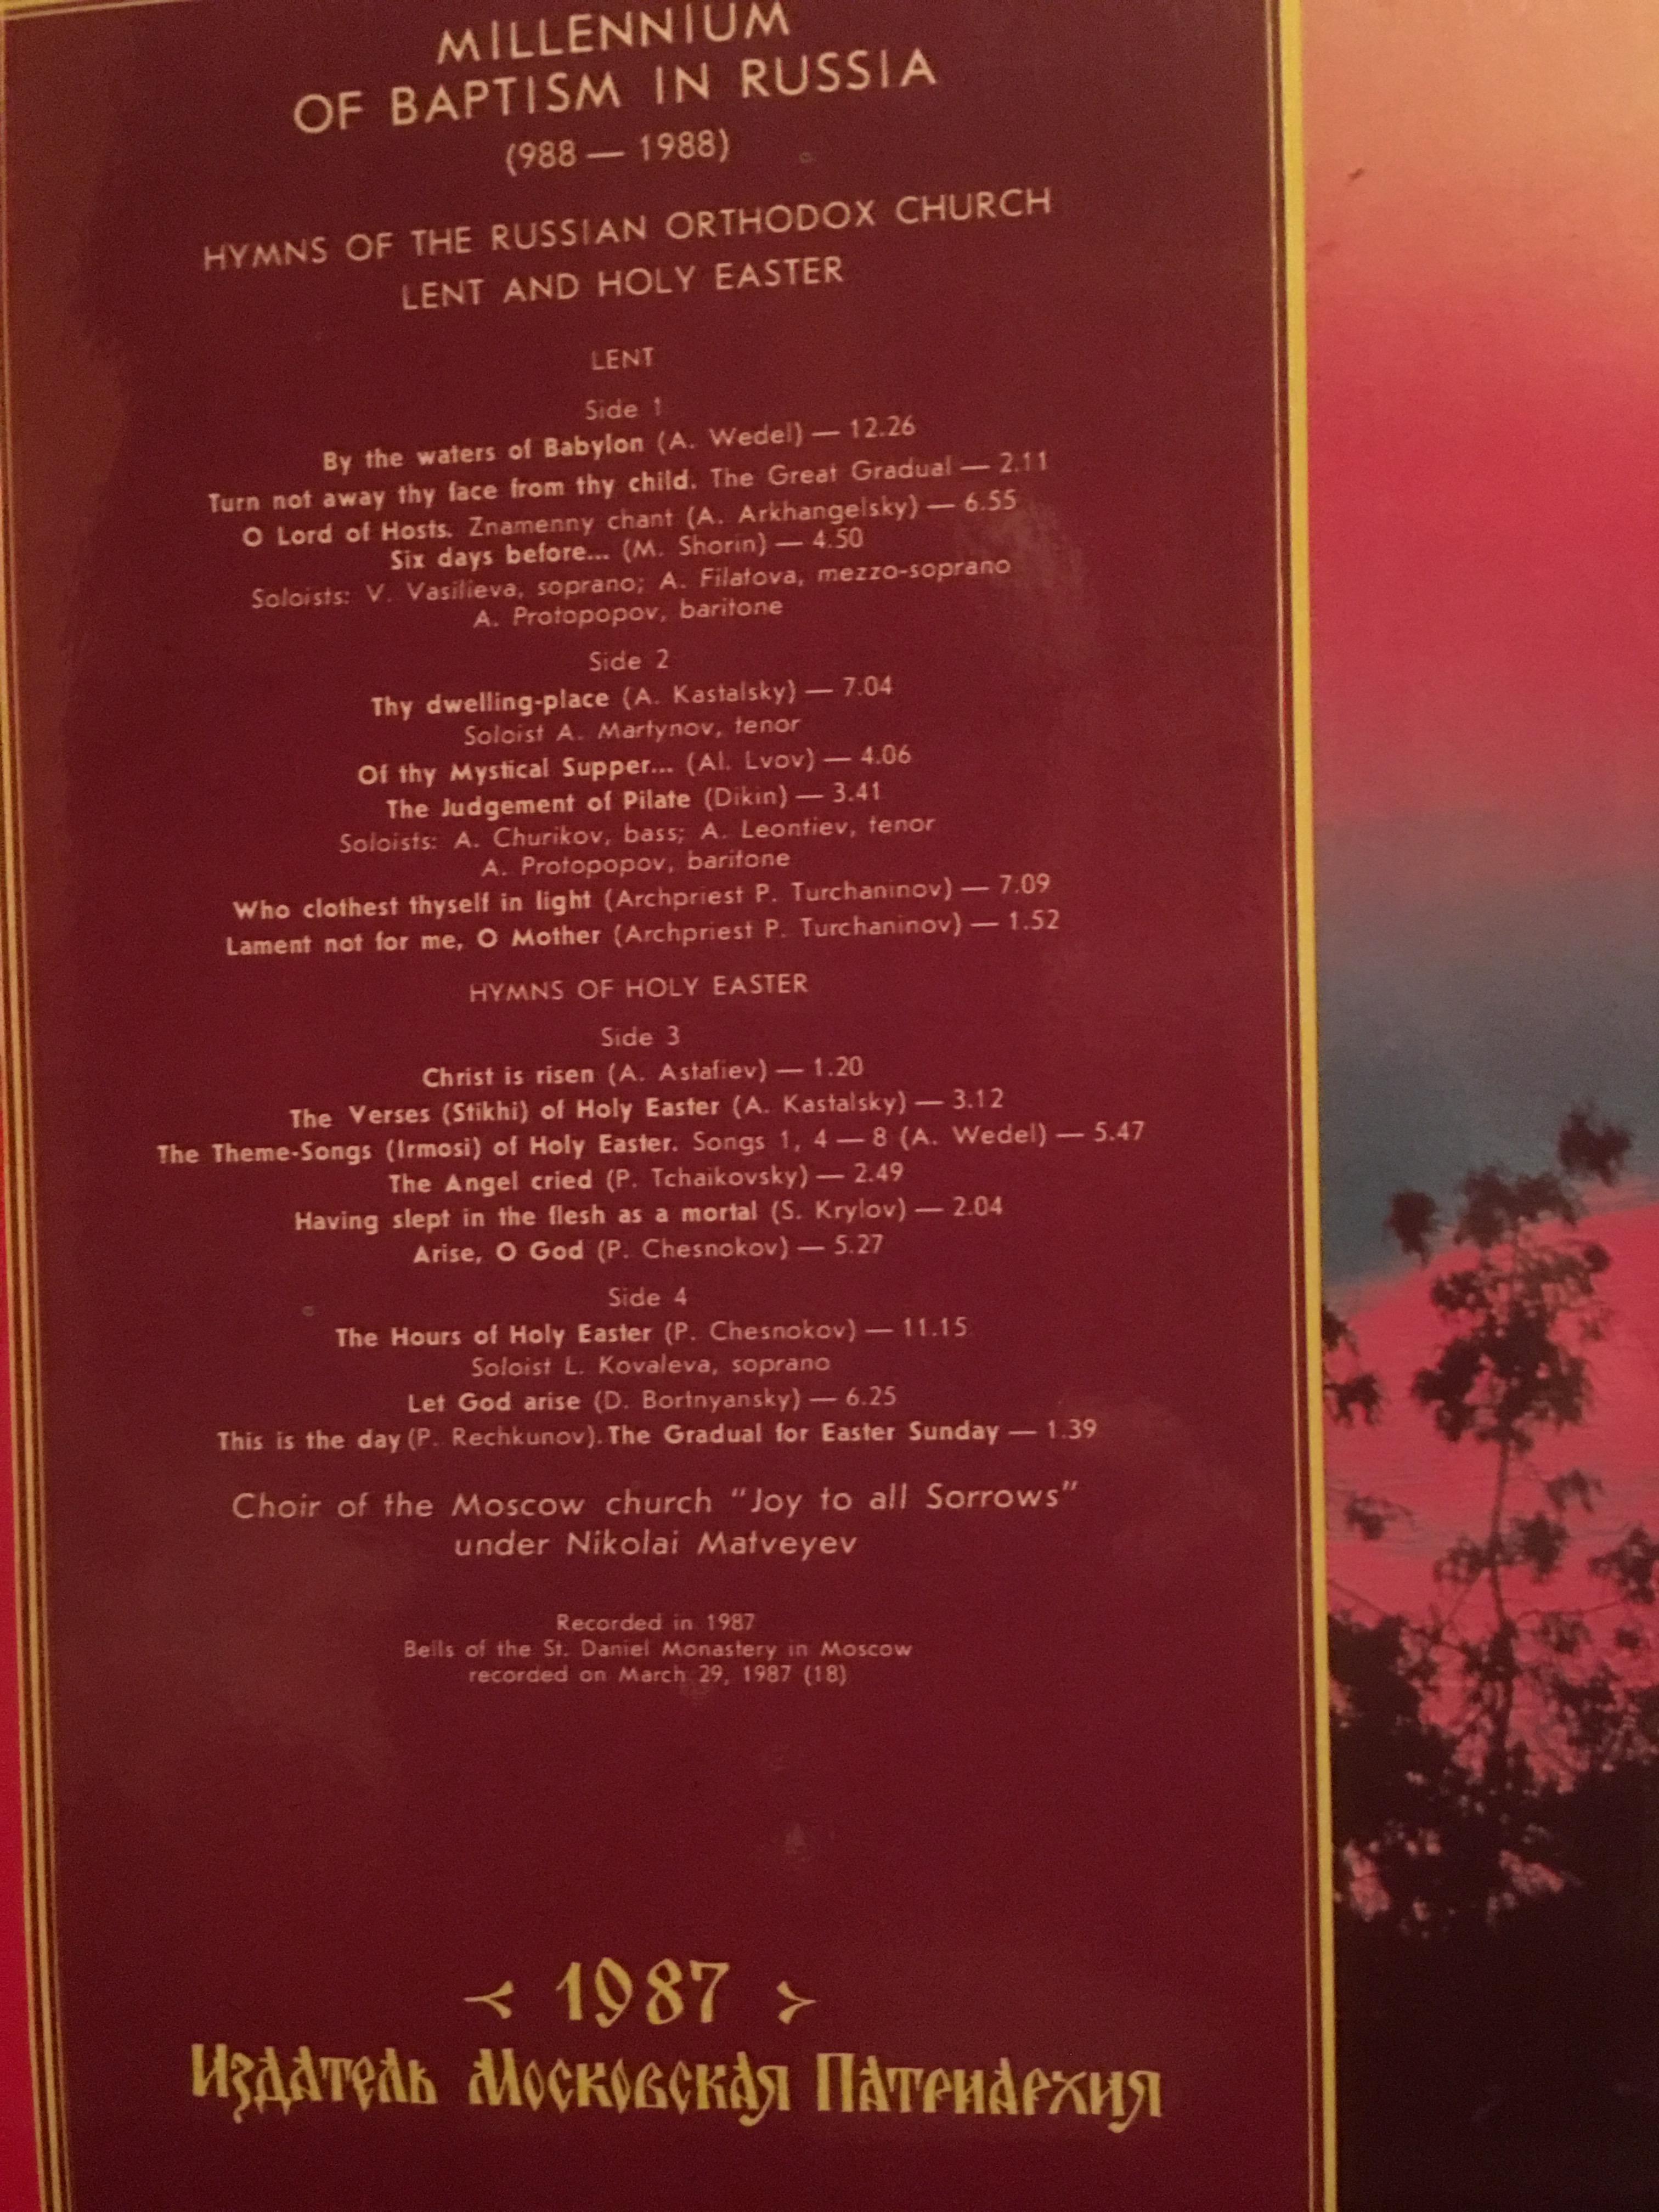 MILLENNIUM
OF BAPTISM IN RUSSIA
(988 — 1988)
HYMNS OF THE RUSSIAN ORTHODOX CHURCH
LENT AND HOLY EASTER
LENT
Side 1
By the waters of Babylon (A. Wedel) — 12.26
Turn not away thy face from thy child. The Great Gradual — 2.11
O Lord of Hosts. Znamenny chant (A. Arkhangelsky) — 6.55
Six days before... (M. Shorin) — 4.50
Soloists: V. Vasilieva, soprano; A. Filatova, mezzo-soprano
A. Protopopov, baritone
Side 2
Thy dwelling-place (A. Kastalsky) — 7.04
Soloist A. Martynov, tenor
Of thy Mystical Supper... (Al. Lvov) — 4.06
The Judgement of Pilate (Dikin) — 3.41
Soloists: A. Churikov, bass; A. Leontiev, tenor
A. Protopopov, baritone
Who clothest thyself in light (Archpriest P. Turchaninov) — 7.09
Lament not for me, O Mother (Archpriest P. Turchaninov) — 1.52
HYMNS OF HOLY EASTER
Side 3
Christ is risen (A. Astafiev) — 1.20
The Verses (Stikhi) of Holy Easter (A. Kastalsky) — 3.12
The Theme-Songs (Irmosi) of Holy Easter. Songs 1, 4 — 8 (A. Wedel) — 5.47
The Angel cried (P. Tchaikovsky) — 2.49
Having slept in the flesh as a mortal (S. Krylov) — 2.04
Arise, O God (P. Chesnokov) — 5.27
Side 4
The Hours of Holy Easter (P. Chesnokov) — 11.15
Soloist L. Kovaleva, soprano
Let God arise (D. Bortnyansky) — 6.25
This is the day (P. Rechkunov). The Gradual for Easter Sunday — 1.39
Choir of the Moscow church "Joy to all Sorrows"
under Nikolai Matveyev
Recorded in 1987
Bells of the St. Daniel Monastery in Moscow
recorded on March 29, 1987 (18)
1987
Издатель Московская Патриархия